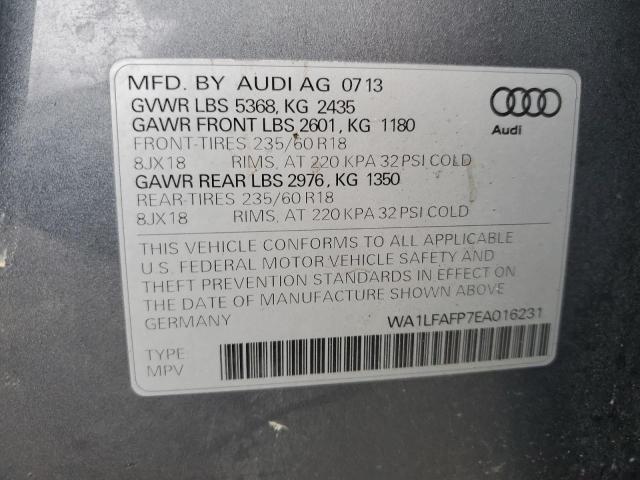 MFD. BY AUDI AG 07 13
GVWR LBS 5368, KG 2435
GAWR FRONT LBS 2601, KG 1180
FRONT-TIRES 235/60 R18
8JX18 RIMS, AT 220 KPA 32 PSI COLD
GAWR REAR LBS 2976, KG 1350
REAR-TIRES 235/60 R18
8JX18 RIMS, AT 220 KPA 32 PSI COLD
Audi
THIS VEHICLE CONFORMS TO ALL APPLICABLE
U.S. FEDERAL MOTOR VEHICLE SAFETY AND
THEFT PREVENTION STANDARDS IN EFFECT ON
THE DATE OF MANUFACTURE SHOWN ABOVE
GERMANY WA1LFAFP7EA016231
TYPE:
MPV